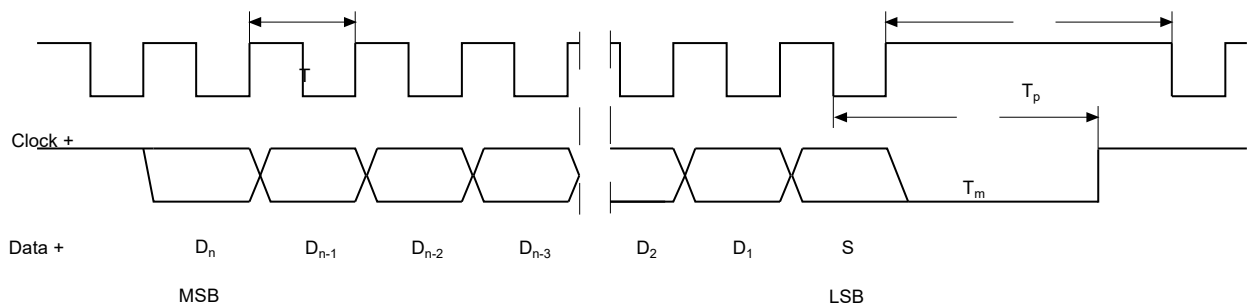 T
T_p
Clock +
T_m
Data + D_n D_n-1 D_n-2 D_n-3 D_2 D_1 S
MSB LSB